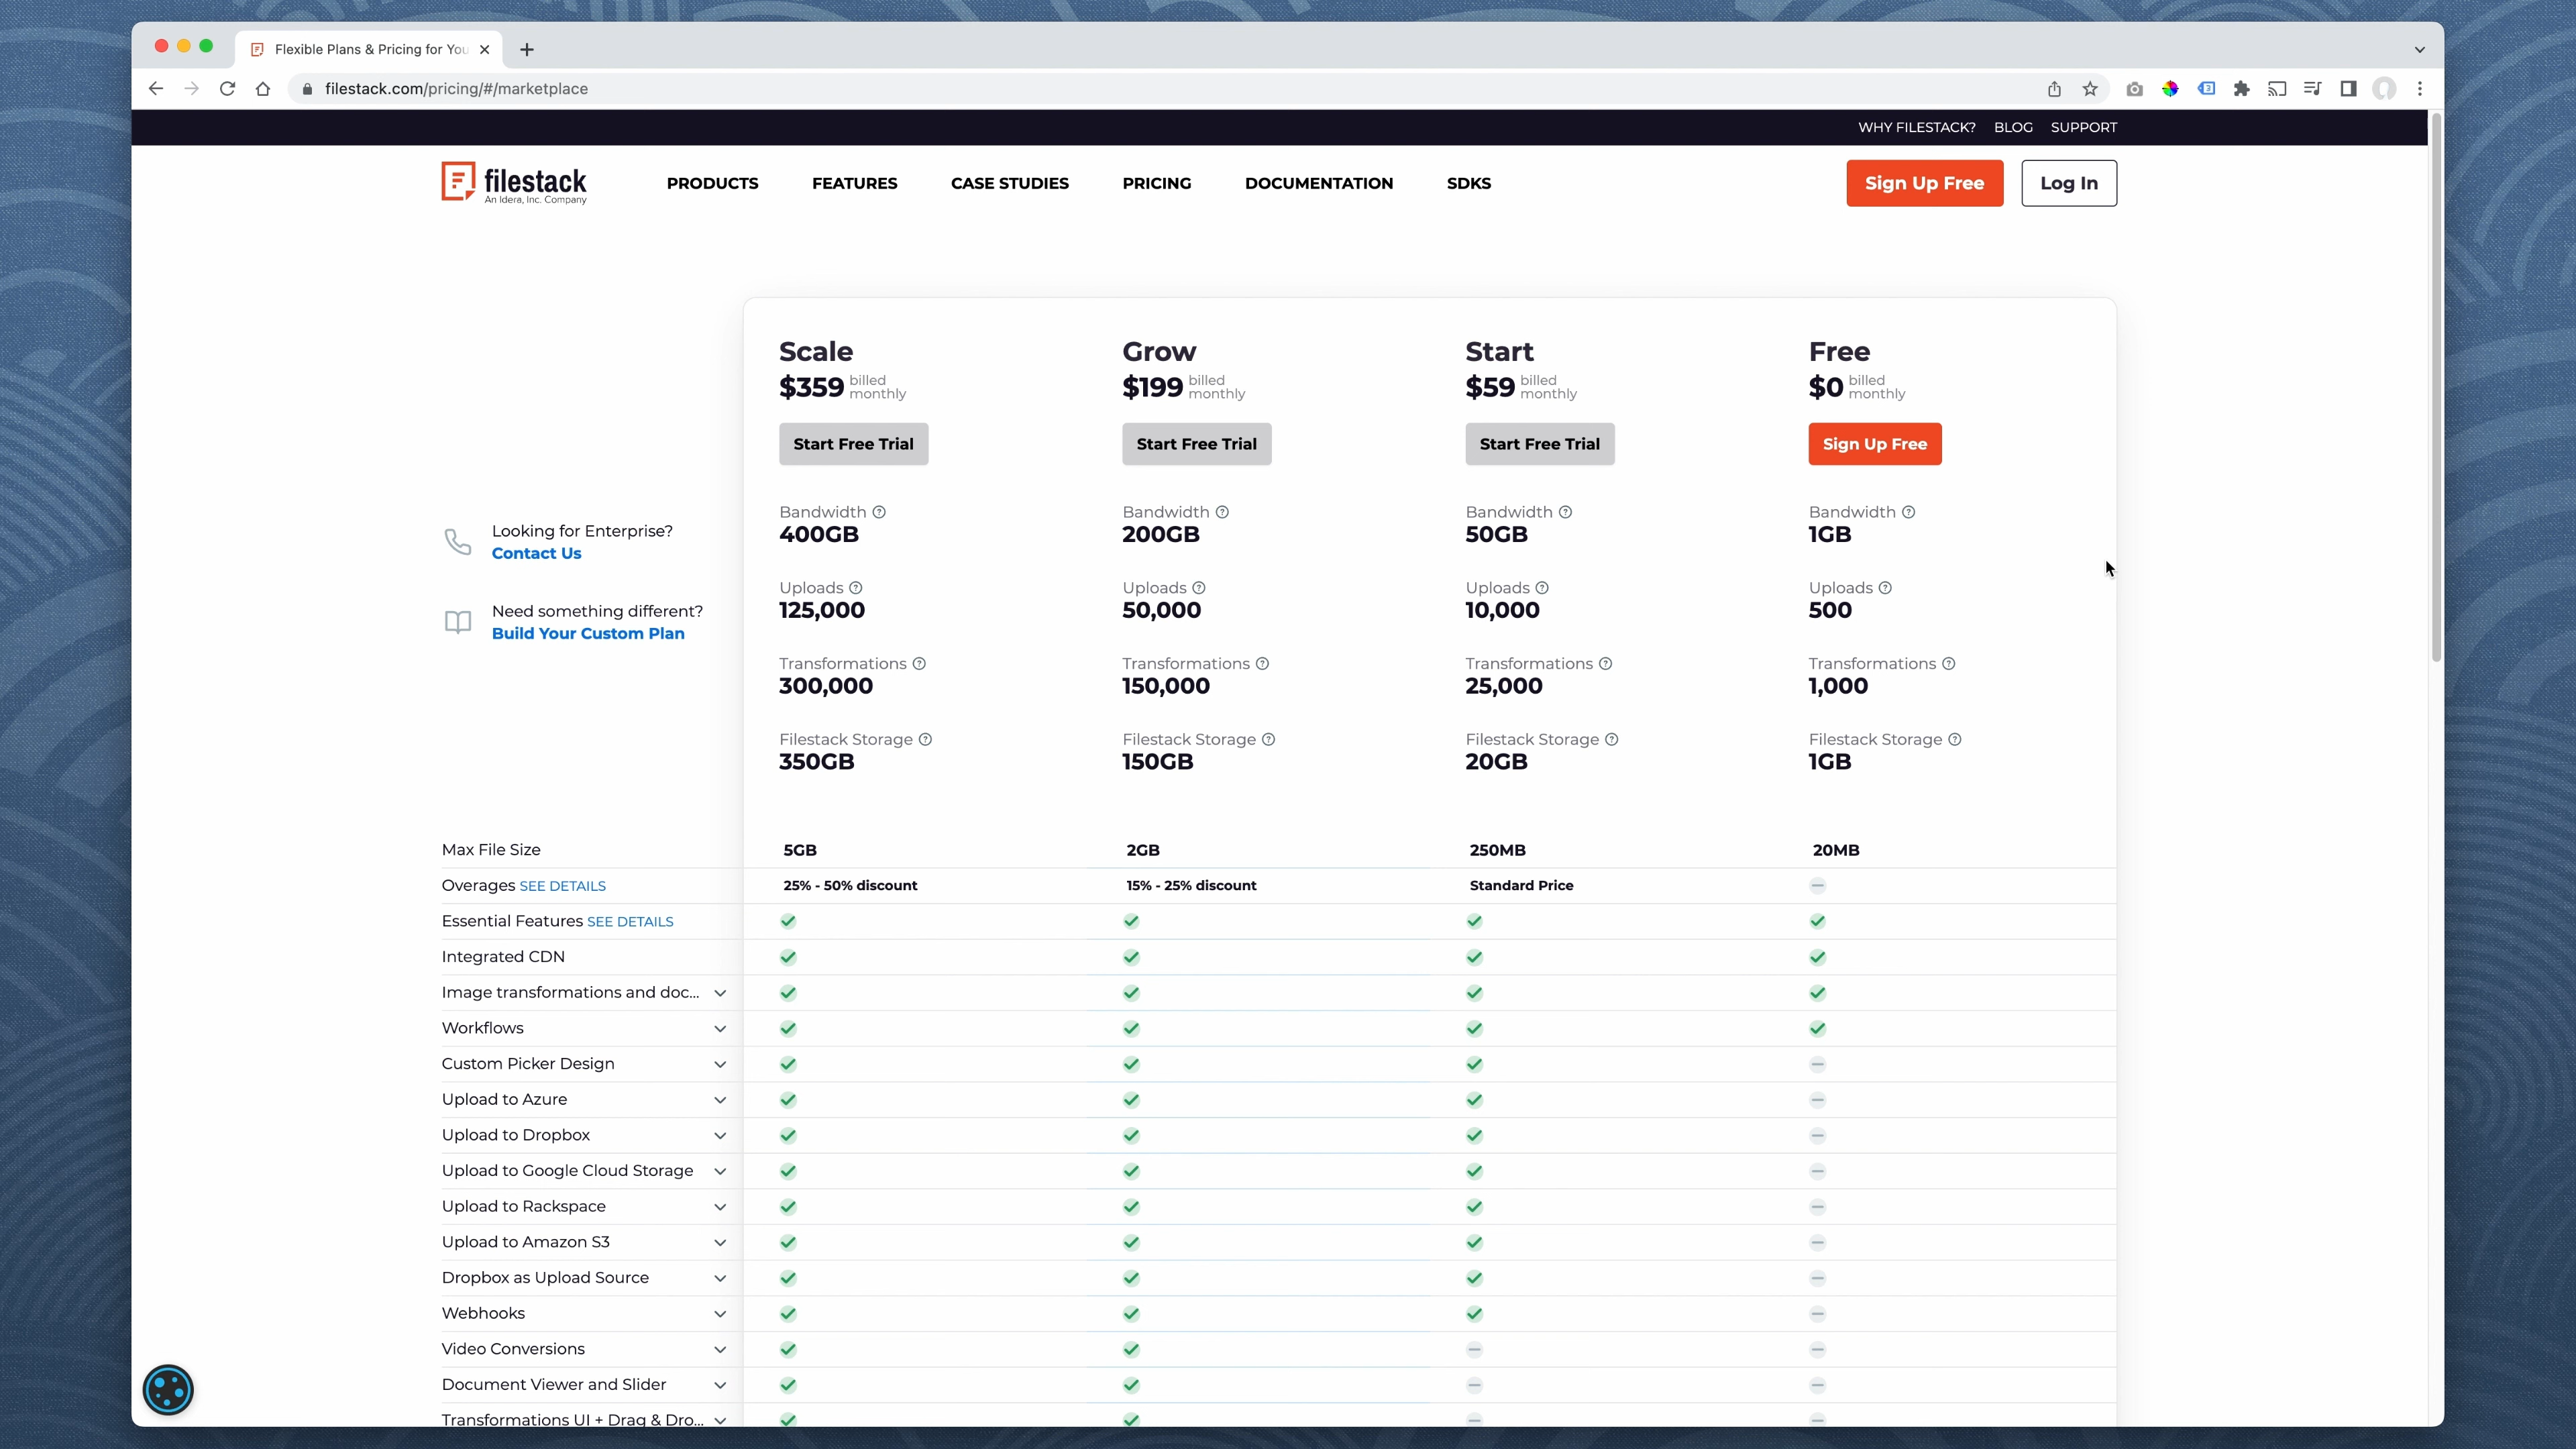 Flexible Plans & Pricing for You
filestack.com/pricing/#/marketplace
WHY FILESTACK? BLOG SUPPORT
filestack
An Idera, Inc. Company
PRODUCTS FEATURES CASE STUDIES PRICING DOCUMENTATION SDKS
Sign Up Free Log In
Scale Grow Start Free
$359 billed monthly $199 billed monthly $59 billed monthly $0 billed monthly
Start Free Trial Start Free Trial Start Free Trial Sign Up Free
Looking for Enterprise?
Contact Us
Need something different?
Build Your Custom Plan
Bandwidth Bandwidth Bandwidth Bandwidth
400GB 200GB 50GB 1GB
Uploads Uploads Uploads Uploads
125,000 50,000 10,000 500
Transformations Transformations Transformations Transformations
300,000 150,000 25,000 1,000
Filestack Storage Filestack Storage Filestack Storage Filestack Storage
350GB 150GB 20GB 1GB
Max File Size 5GB 2GB 250MB 20MB
Overages SEE DETAILS 25% - 50% discount 15% - 25% discount Standard Price
Essential Features SEE DETAILS
Integrated CDN
Image transformations and doc...
Workflows
Custom Picker Design
Upload to Azure
Upload to Dropbox
Upload to Google Cloud Storage
Upload to Rackspace
Upload to Amazon S3
Dropbox as Upload Source
Webhooks
Video Conversions
Document Viewer and Slider
Transformations UI + Drag & Dro...